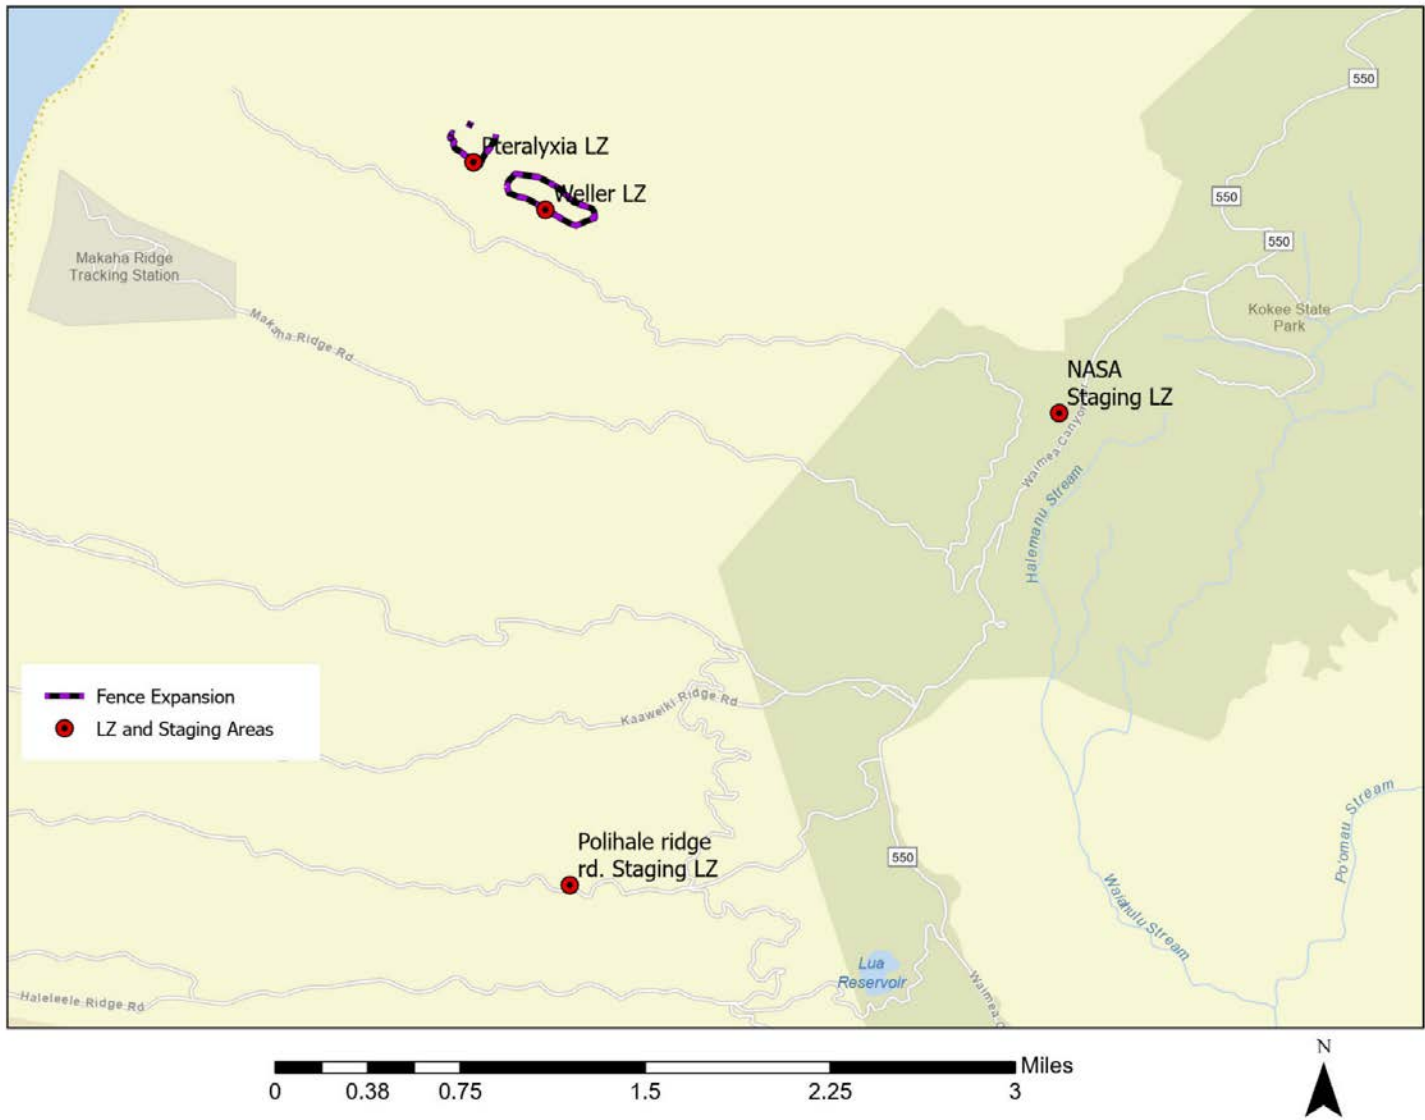 550
Pteralyxia LZ
Weller LZ
550
550
Makaha Ridge
Tracking Station
Kokee State
Park
Makaha Ridge Rd
NASA
Staging LZ
Waimea Canyon
Halemanu Stream
Fence Expansion
LZ and Staging Areas
Kaaweiki Ridge Rd
Polihale ridge
rd. Staging LZ
550
Po'omau Stream
Waiahulu Stream
Lua
Reservoir
Haleleele Ridge Rd
Waimea C
N
Miles
0 0.38 0.75 1.5 2.25 3